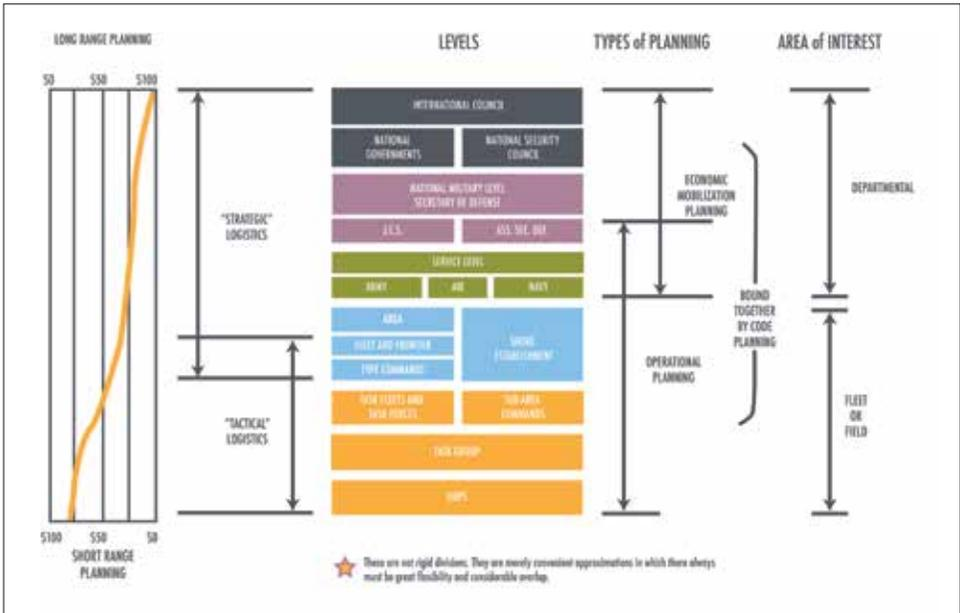 LONG RANGE PLANNING
LEVELS
TYPES of PLANNING
AREA of INTEREST
$0 $50 $100
INTERNATIONAL COUNCIL
NATIONAL
GOVERNMENTS
NATIONAL SECURITY
COUNCIL
NATIONAL MILITARY LEVEL
SECRETARY OF DEFENSE
J.C.S.
ASS. SEC. DEF.
SERVICE LEVEL
ARMY
AIR
NAVY
AREA
FLEET AND FRONTIER
TYPE COMMANDS
SHORE
ESTABLISHMENT
TASK FLEETS AND
TASK FORCES
SUB-AREA
COMMANDS
TASK GROUP
SHIPS
"STRATEGIC"
LOGISTICS
"TACTICAL"
LOGISTICS
ECONOMIC
MOBILIZATION
PLANNING
OPERATIONAL
PLANNING
BOUND
TOGETHER
BY CODE
PLANNING
DEPARTMENTAL
FLEET
OR
FIELD
$100 $50 $0
SHORT RANGE
PLANNING
These are not rigid divisions. They are merely convenient approximations in which there always
must be great flexibility and considerable overlap.